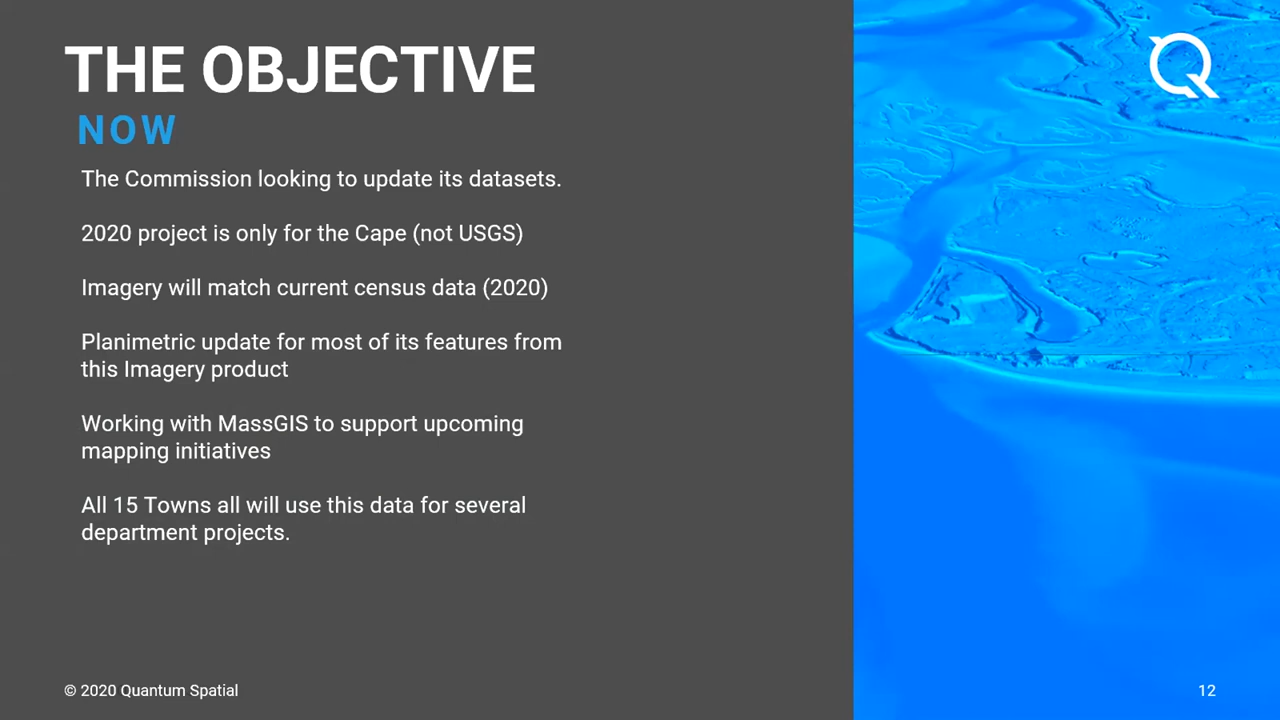 THE OBJECTIVE
NOW
The Commission looking to update its datasets.
2020 project is only for the Cape (not USGS)
Imagery will match current census data (2020)
Planimetric update for most of its features from
this Imagery product
Working with MassGIS to support upcoming
mapping initiatives
All 15 Towns all will use this data for several
department projects.
© 2020 Quantum Spatial
12